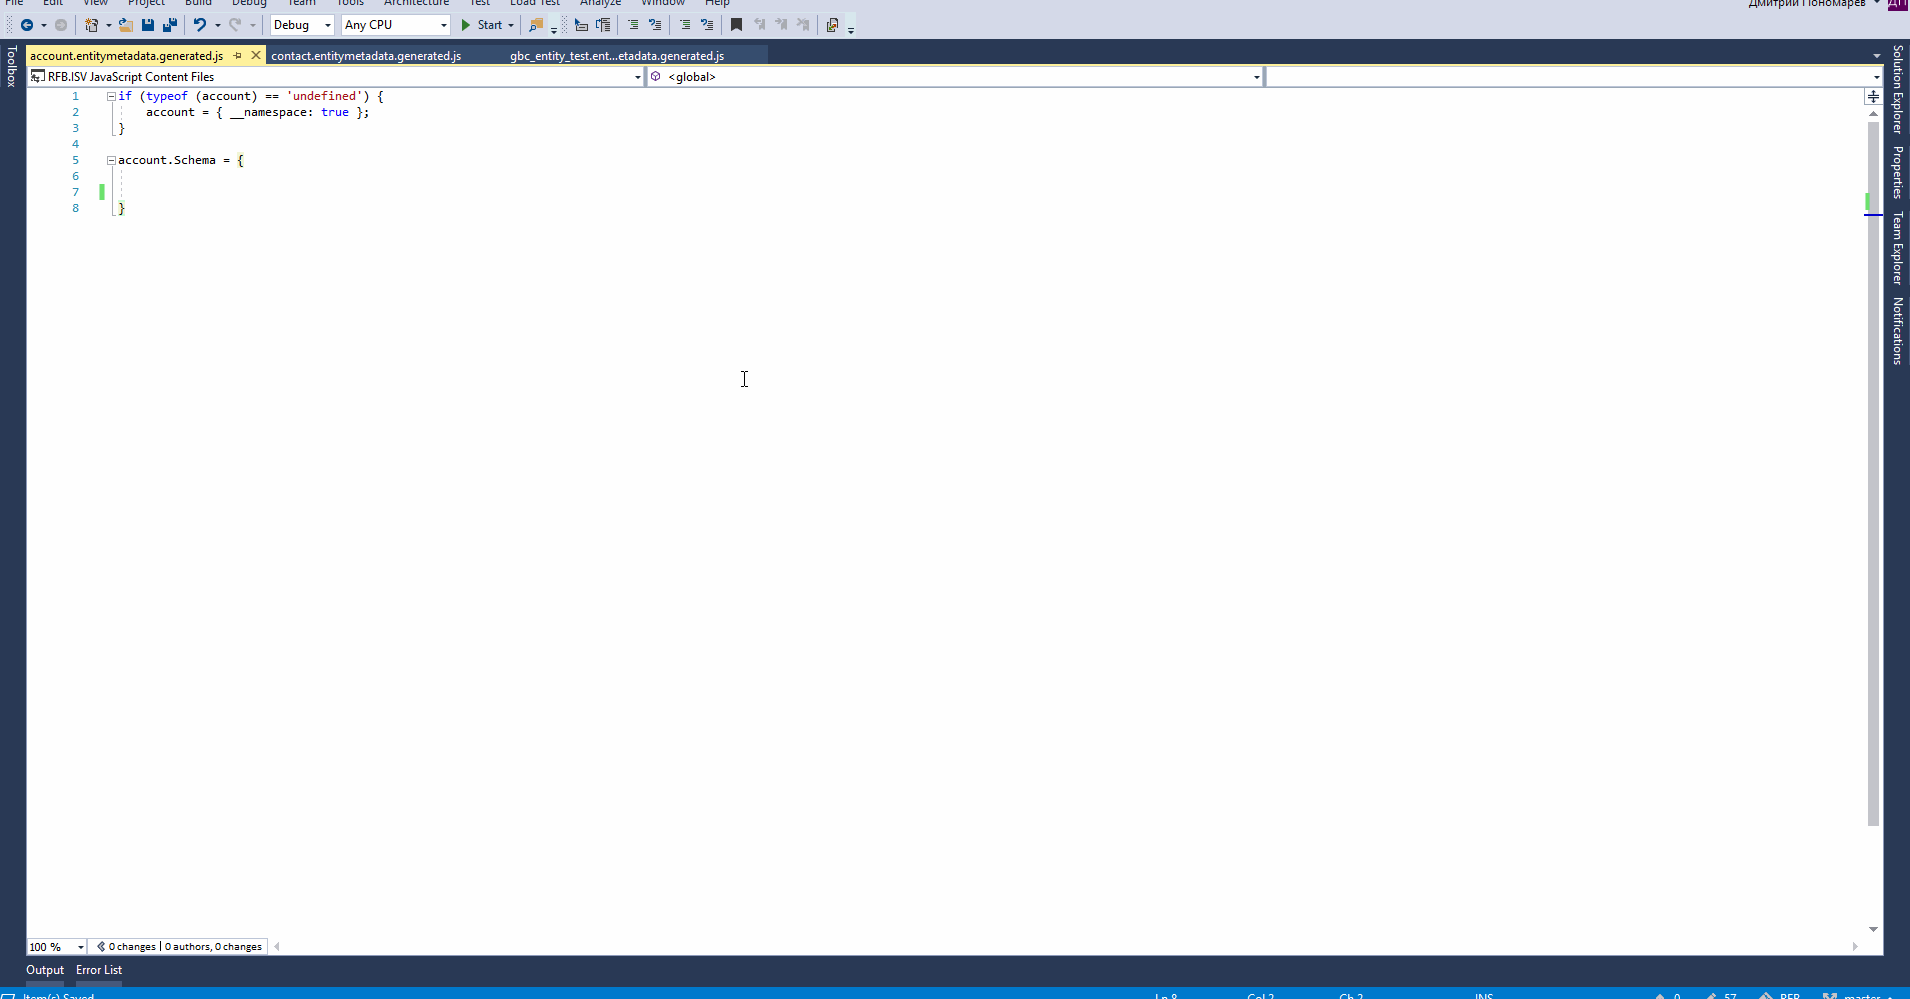 File Edit View Project Build Debug Team Tools Architecture Test Load Test Analyze Window Help Дмитрий Пономарев ДП
Debug Any CPU Start
Toolbox
account.entitymetadata.generated.js contact.entitymetadata.generated.js gbc_entity_test.ent...etadata.generated.js
RFB.ISV JavaScript Content Files <global>
1 if (typeof (account) == 'undefined') {
2 account = { __namespace: true };
3 }
4
5 account.Schema = {
6
7
8 }
Solution Explorer
Properties
Team Explorer
Notifications
100 % 0 changes | 0 authors, 0 changes
Output Error List
Item(s) Saved Ln 8 Col 2 Ch 2 INS 0 57 RFB master